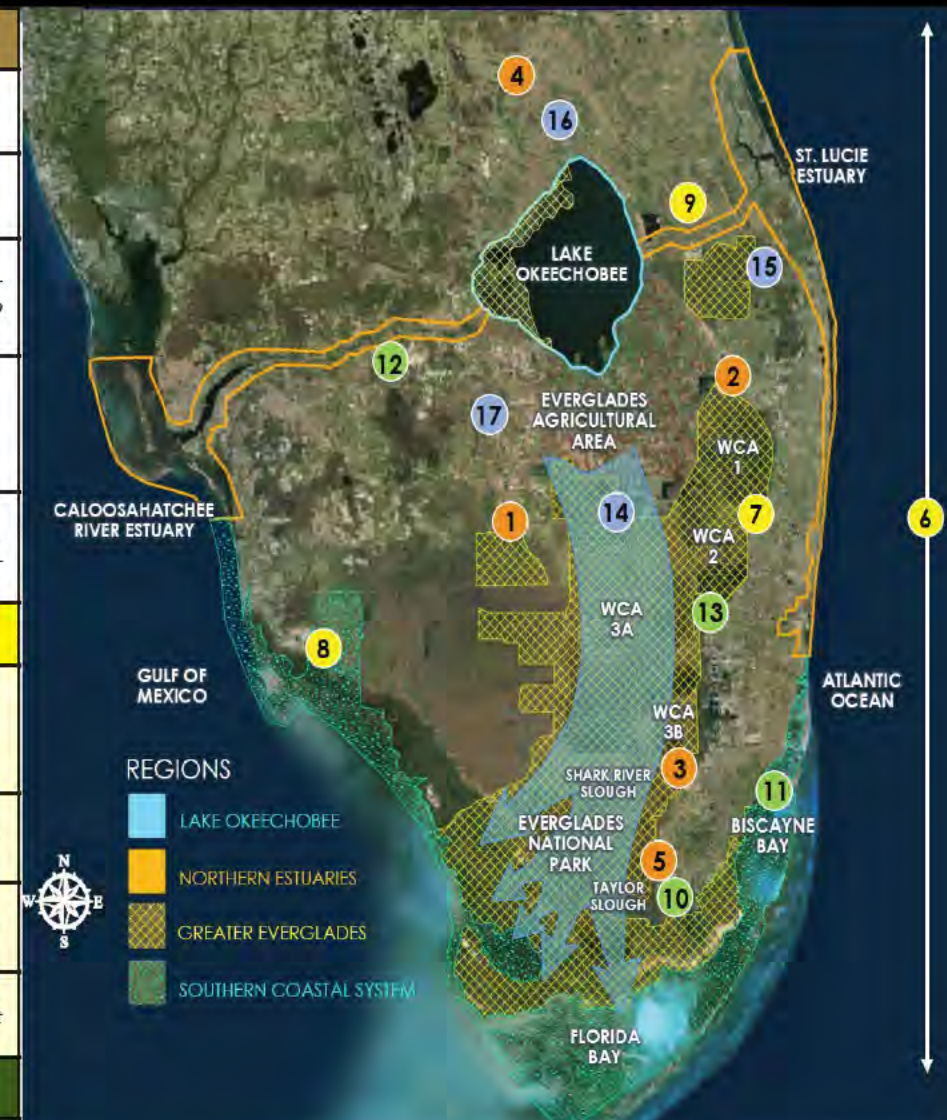 4
16
ST. LUCIE
ESTUARY
9
LAKE
OKEECHOBEE
15
12
2
EVERGLADES
AGRICULTURAL
AREA
17
WCA
1
CALOOSAHATCHEE
RIVER ESTUARY
1
14
7
6
WCA
2
WCA
3A
13
8
GULF OF
MEXICO
ATLANTIC
OCEAN
WCA
3B
SHARK RIVER
SLOUGH
3
11
BISCAYNE
BAY
EVERGLADES
NATIONAL
PARK
5
TAYLOR
SLOUGH
10
REGIONS
LAKE OKEECHOBEE
NORTHERN ESTUARIES
GREATER EVERGLADES
SOUTHERN COASTAL SYSTEM
N
W E
S
FLORIDA
BAY